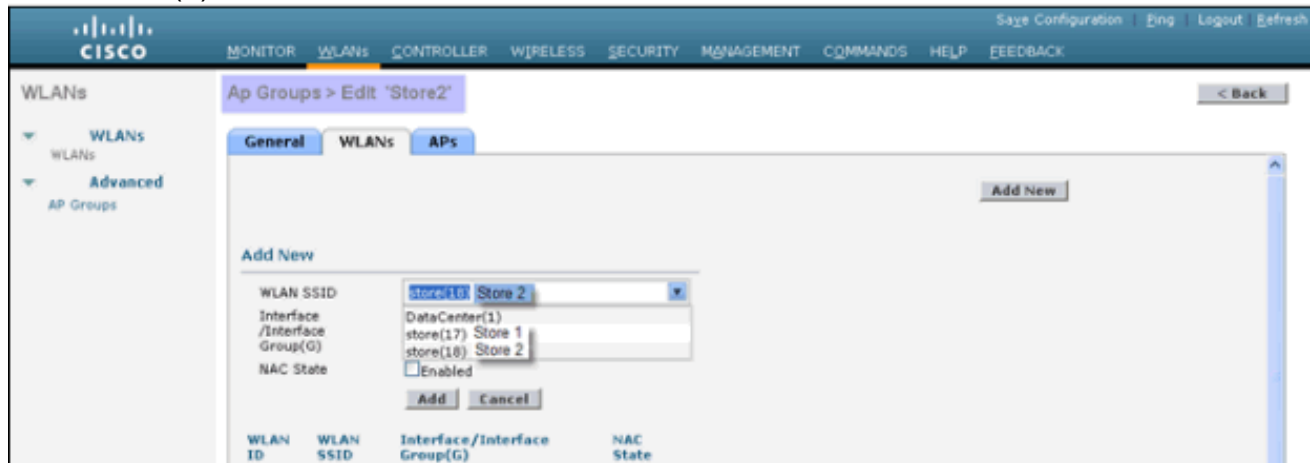 Save Configuration | Ping | Logout | Refresh
CISCO MONITOR WLANs CONTROLLER WIRELESS SECURITY MANAGEMENT COMMANDS HELP FEEDBACK
WLANs
Ap Groups > Edit 'Store2'
< Back
WLANs
WLANs
Advanced
AP Groups
General WLANs APs
Add New
Add New
WLAN SSID store(18) Store 2
Interface /Interface Group(G)
DataCenter(1)
store(17) Store 1
store(18) Store 2
NAC State Enabled
Add Cancel
WLAN ID WLAN SSID Interface/Interface Group(G) NAC State